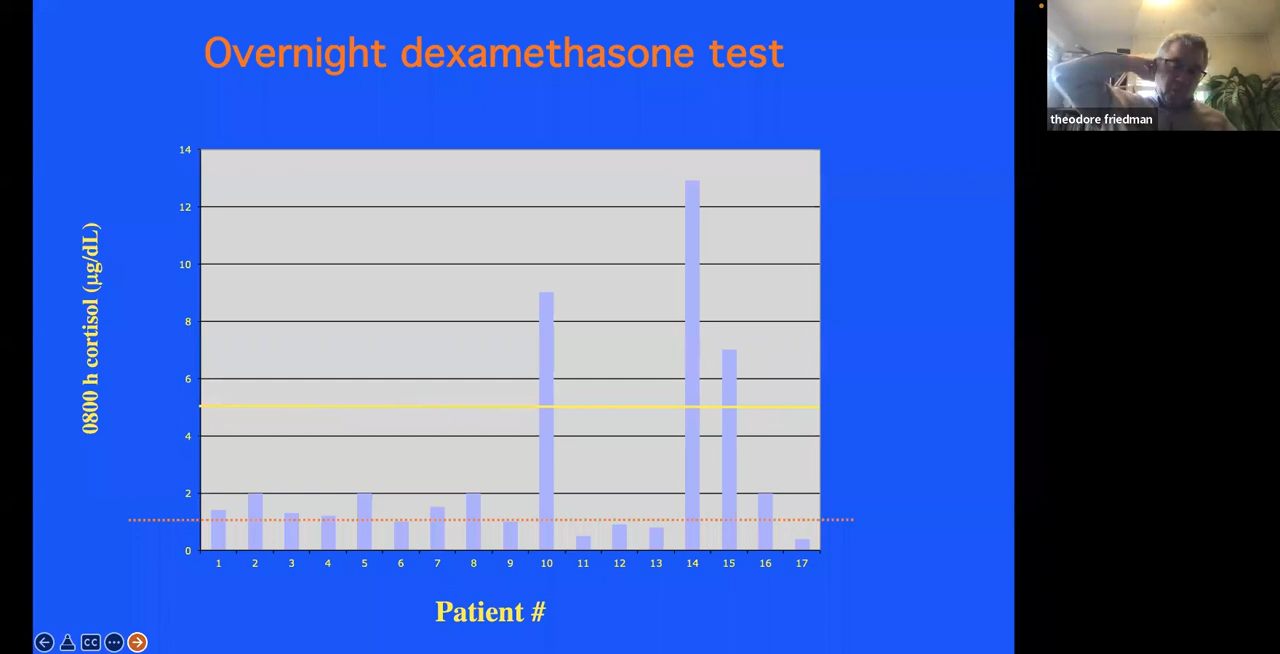 Overnight dexamethasone test
theodore friedman
14
12
10
8
6
4
2
0
0800 h cortisol (µg/dL)
1 2 3 4 5 6 7 8 9 10 11 12 13 14 15 16 17
Patient #
CC